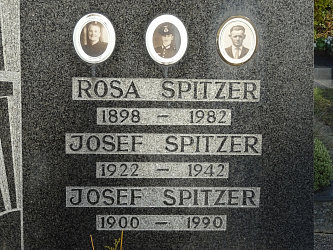 ROSA SPITZER
1898 — 1982
JOSEF SPITZER
1922 — 1942
JOSEF SPITZER
1900 — 1990